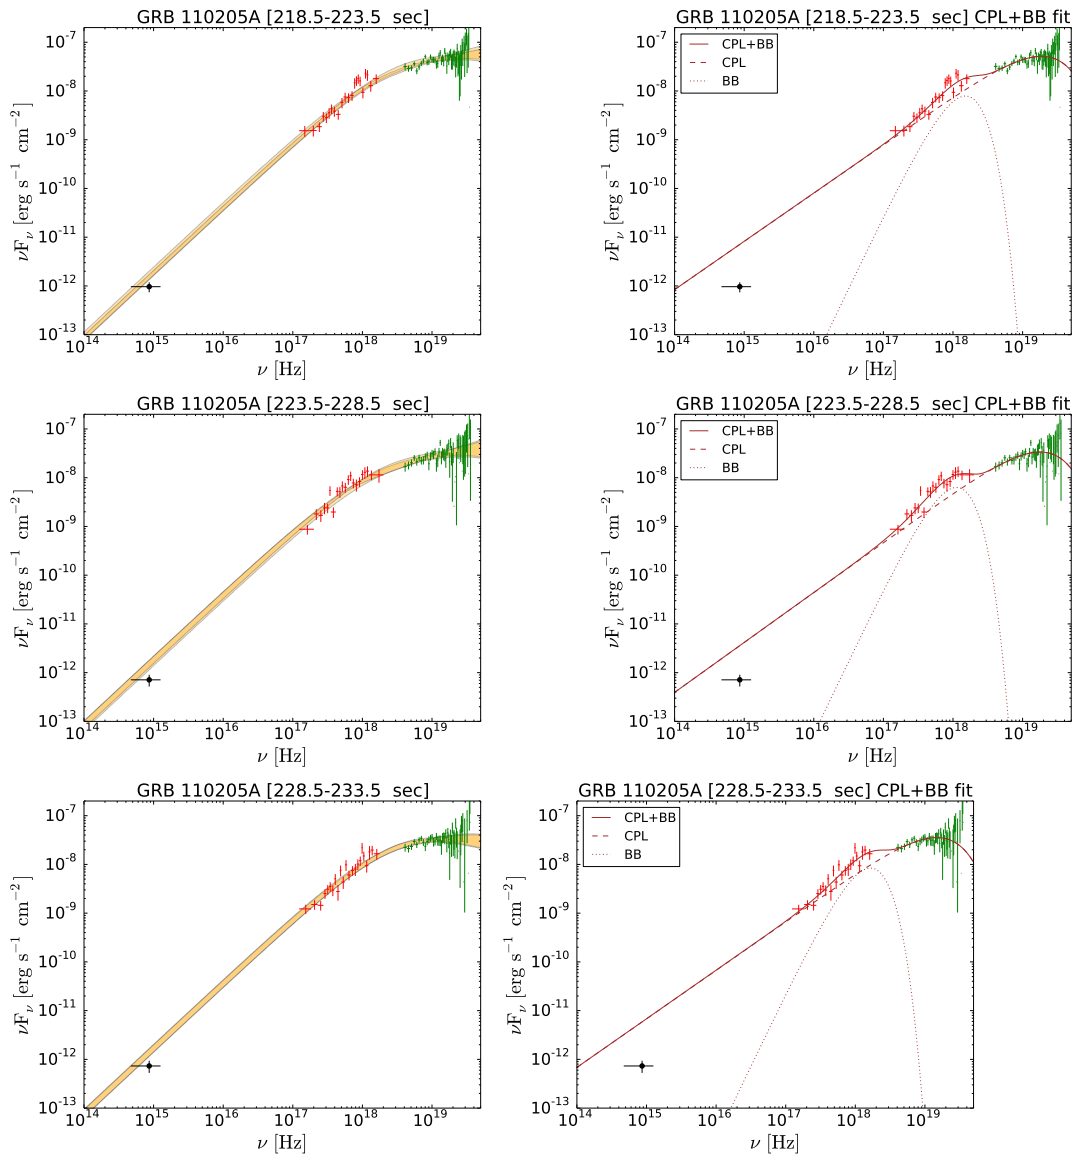 GRB 110205A [218.5-223.5  sec]
10^-7
10^-8
10^-9
10^-10
10^-11
10^-12
10^-13
νF_ν [erg s^-1 cm^-2]
10^14 10^15 10^16 10^17 10^18 10^19
ν [Hz]
GRB 110205A [218.5-223.5  sec] CPL+BB fit
CPL+BB
CPL
BB
10^-7
10^-8
10^-9
10^-10
10^-11
10^-12
10^-13
νF_ν [erg s^-1 cm^-2]
10^14 10^15 10^16 10^17 10^18 10^19
ν [Hz]
GRB 110205A [223.5-228.5  sec]
10^-7
10^-8
10^-9
10^-10
10^-11
10^-12
10^-13
νF_ν [erg s^-1 cm^-2]
10^14 10^15 10^16 10^17 10^18 10^19
ν [Hz]
GRB 110205A [223.5-228.5  sec] CPL+BB fit
CPL+BB
CPL
BB
10^-7
10^-8
10^-9
10^-10
10^-11
10^-12
10^-13
νF_ν [erg s^-1 cm^-2]
10^14 10^15 10^16 10^17 10^18 10^19
ν [Hz]
GRB 110205A [228.5-233.5  sec]
10^-7
10^-8
10^-9
10^-10
10^-11
10^-12
10^-13
νF_ν [erg s^-1 cm^-2]
10^14 10^15 10^16 10^17 10^18 10^19
ν [Hz]
GRB 110205A [228.5-233.5  sec] CPL+BB fit
CPL+BB
CPL
BB
10^-7
10^-8
10^-9
10^-10
10^-11
10^-12
10^-13
νF_ν [erg s^-1 cm^-2]
10^14 10^15 10^16 10^17 10^18 10^19
ν [Hz]